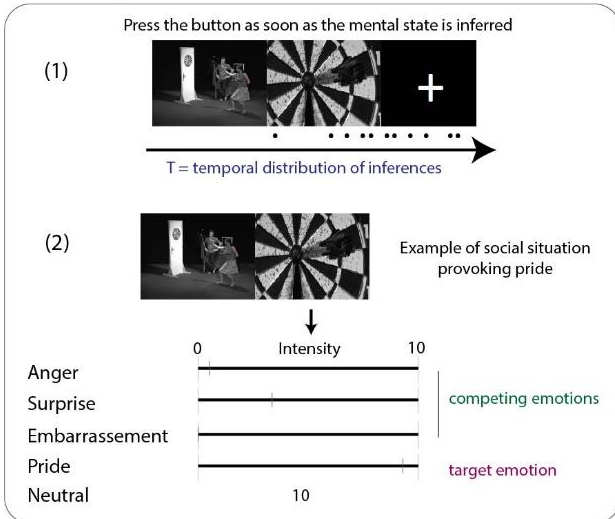 Press the button as soon as the mental state is inferred
(1)
T = temporal distribution of inferences
(2)
Example of social situation
provoking pride
0 Intensity 10
Anger
Surprise
competing emotions
Embarrassement
Pride
target emotion
Neutral 10